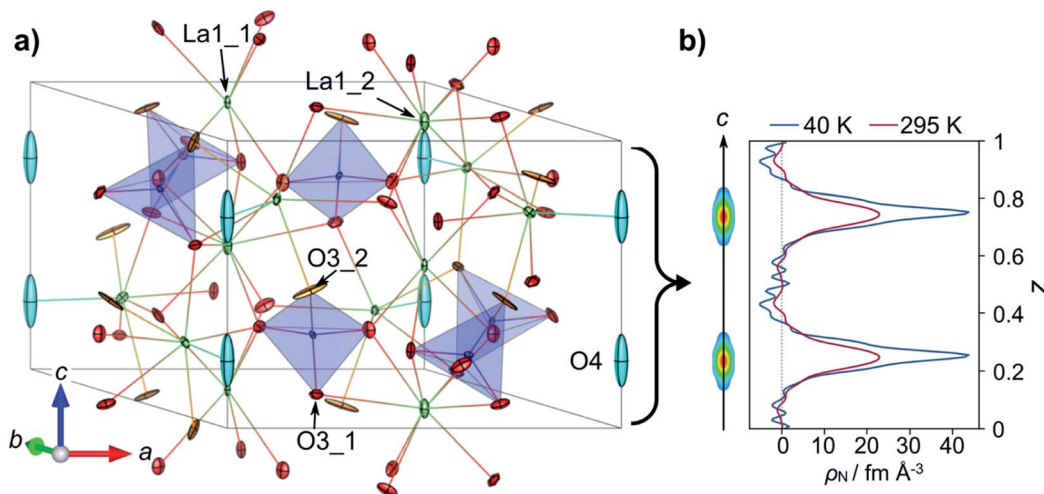 a)
La1_1
La1_2
O3_2
O3_1
O4
c
b
a
b)
c
40 K
295 K
1
0.8
0.6
0.4
0.2
0
z
0 10 20 30 40
ρN / fm Å-3